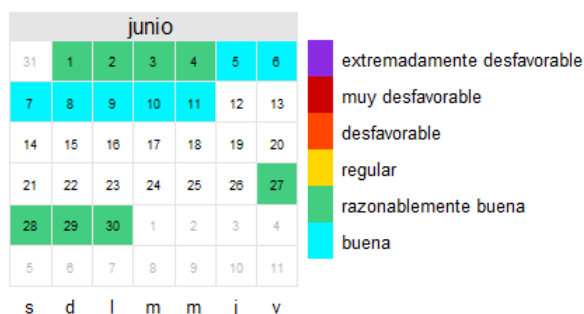 junio
31 1 2 3 4 5 6
7 8 9 10 11 12 13
14 15 16 17 18 19 20
21 22 23 24 25 26 27
28 29 30 1 2 3 4
5 6 7 8 9 10 11
s d l m m j v
extremadamente desfavorable
muy desfavorable
desfavorable
regular
razonablemente buena
buena